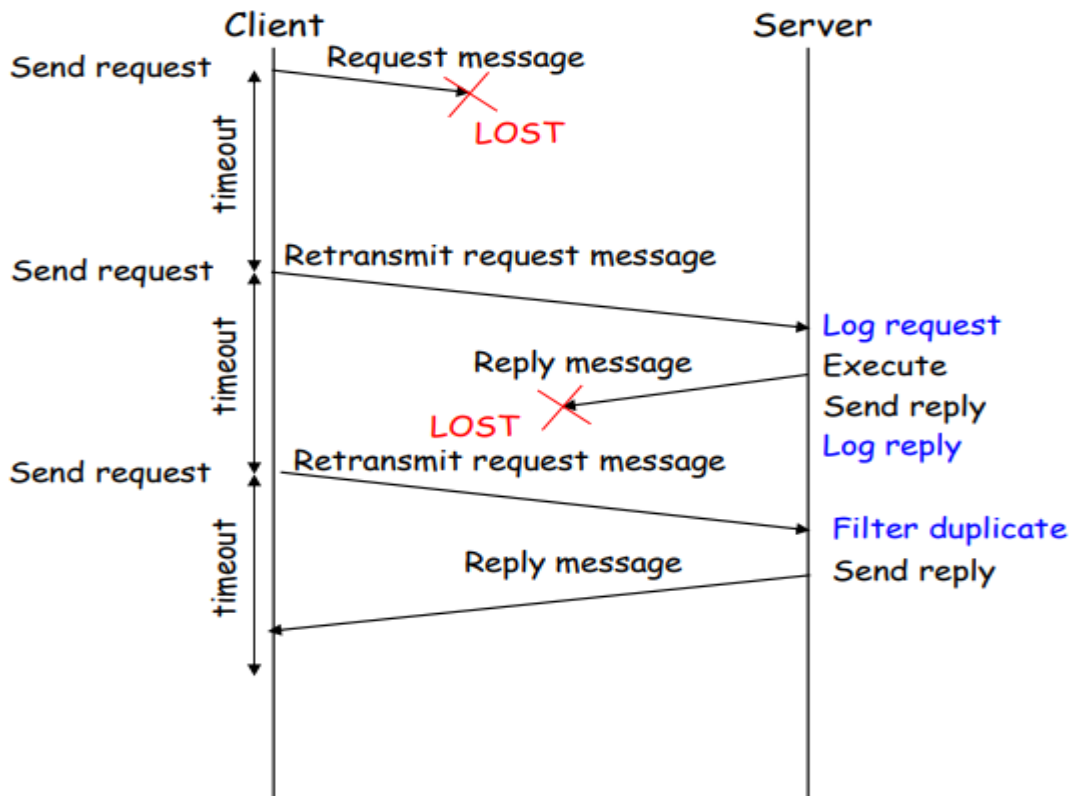 Client
Server
Send request
Request message
LOST
timeout
Send request
Retransmit request message
Log request
timeout
Reply message
Execute
Send reply
LOST
Log reply
Send request
Retransmit request message
Filter duplicate
timeout
Reply message
Send reply